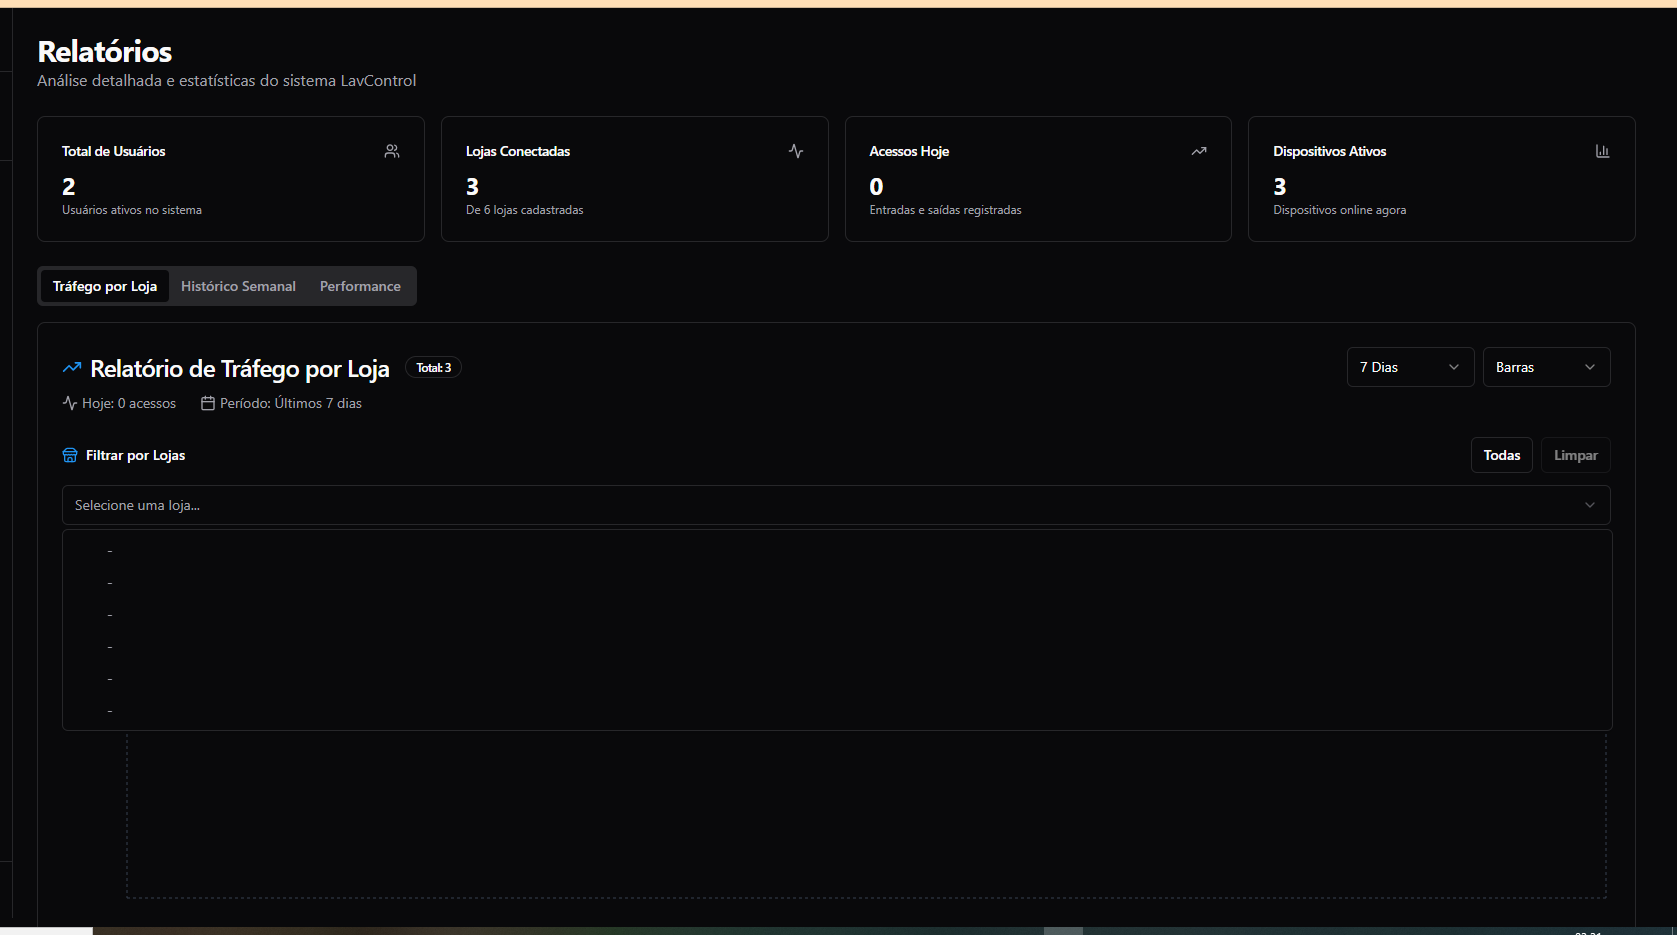 Relatórios
Análise detalhada e estatísticas do sistema LavControl
Total de Usuários
2
Usuários ativos no sistema
Lojas Conectadas
3
De 6 lojas cadastradas
Acessos Hoje
0
Entradas e saídas registradas
Dispositivos Ativos
3
Dispositivos online agora
Tráfego por Loja
Histórico Semanal
Performance
Relatório de Tráfego por Loja
Total: 3
7 Dias
Barras
Hoje: 0 acessos
Período: Últimos 7 dias
Filtrar por Lojas
Todas
Limpar
Selecione uma loja...
-
-
-
-
-
-